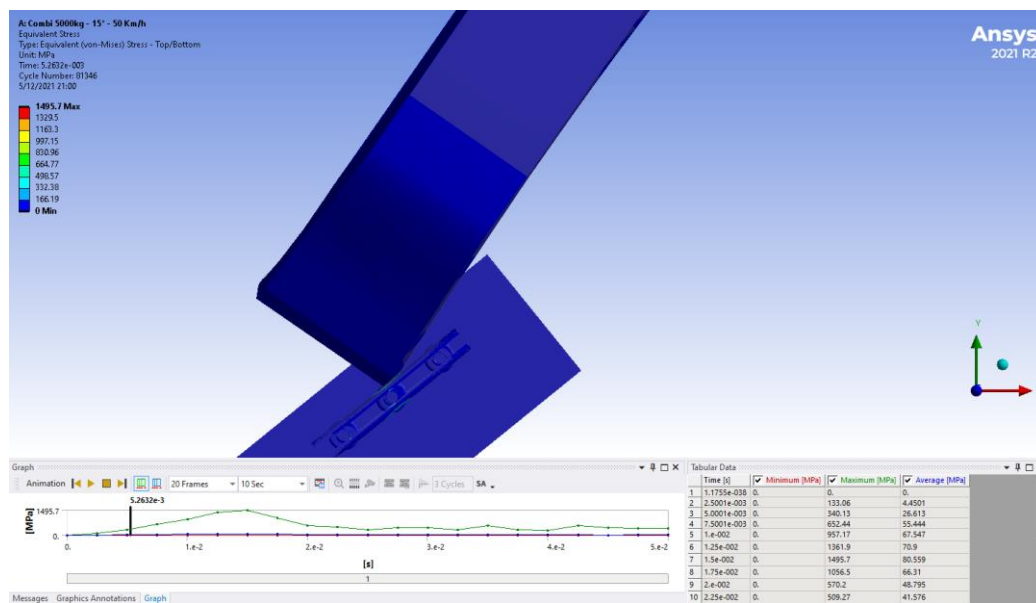 A: Combi 5000kg - 15° - 50 Km/h
Equivalent Stress
Type: Equivalent (von-Mises) Stress - Top/Bottom
Unit: MPa
Time: 5.2632e-003
Cycle Number: 81346
5/12/2021 21:00
1495.7 Max
1329.5
1163.3
997.15
830.96
664.77
498.57
332.38
166.19
0 Min
Ansys
2021 R2
Y
Graph
Animation 20 Frames 10 Sec 3 Cycles SA
5.2632e-3
1495.7
[MPa]
0.
0. 1.e-2 2.e-2 3.e-2 4.e-2 5.e-2
[s]
1
Messages Graphics Annotations Graph
Tabular Data
Time [s] Minimum [MPa] Maximum [MPa] Average [MPa]
1 1.1755e-038 0. 0. 0.
2 2.5001e-003 0. 133.06 4.4501
3 5.0001e-003 0. 340.13 26.613
4 7.5001e-003 0. 652.44 55.444
5 1.e-002 0. 957.17 67.547
6 1.25e-002 0. 1361.9 70.9
7 1.5e-002 0. 1495.7 80.559
8 1.75e-002 0. 1056.5 66.31
9 2.e-002 0. 570.2 48.795
10 2.25e-002 0. 509.27 41.576